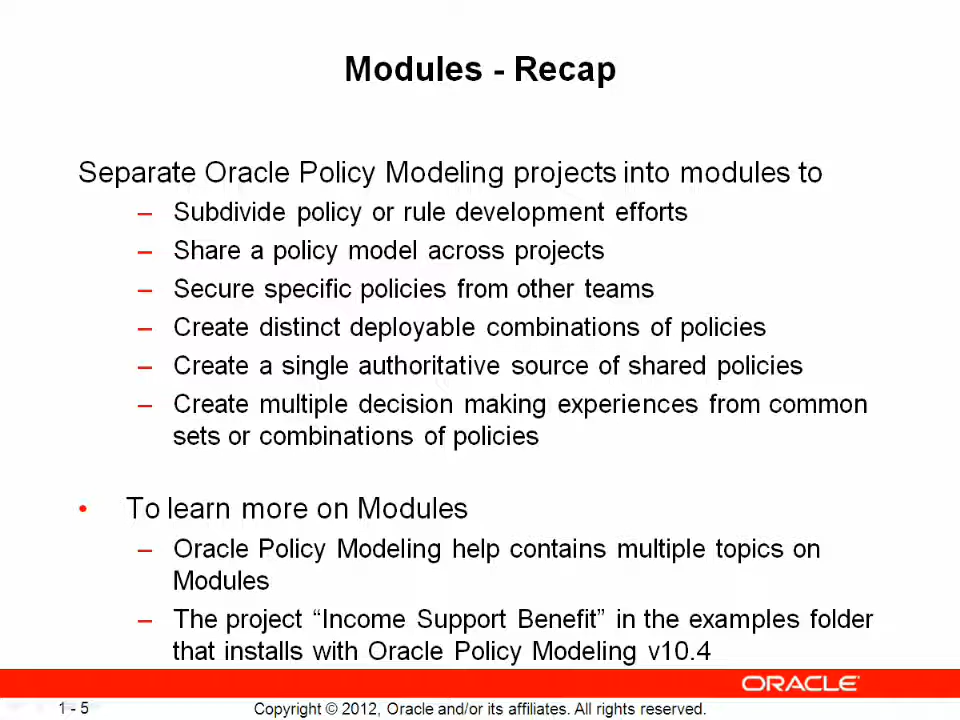 Modules - Recap
Separate Oracle Policy Modeling projects into modules to
– Subdivide policy or rule development efforts
– Share a policy model across projects
– Secure specific policies from other teams
– Create distinct deployable combinations of policies
– Create a single authoritative source of shared policies
– Create multiple decision making experiences from common
sets or combinations of policies
• To learn more on Modules
– Oracle Policy Modeling help contains multiple topics on
Modules
– The project “Income Support Benefit” in the examples folder
that installs with Oracle Policy Modeling v10.4
ORACLE
1 - 5
Copyright © 2012, Oracle and/or its affiliates. All rights reserved.